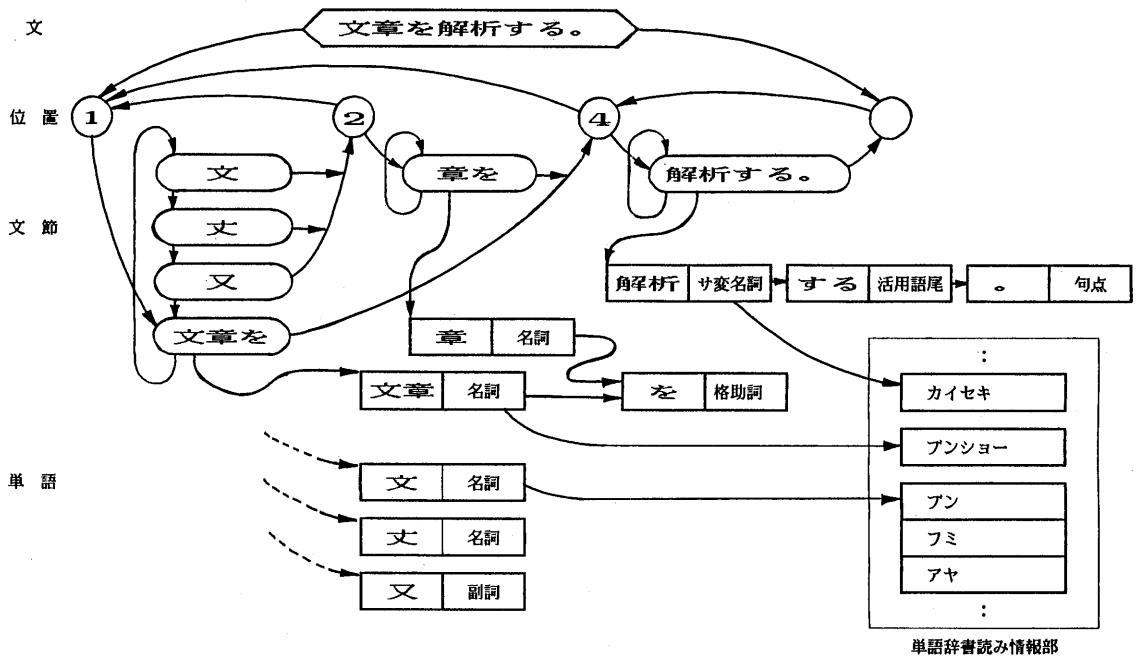 文
文章を解析する。
位置
1
2
4
文
章を
解析する。
文節
丈
又
文章を
解析 サ変名詞
する 活用語尾
。 句点
章 名詞
文章 名詞
を 格助詞
単語
文 名詞
丈 名詞
又 副詞
:
カイセキ
ブンショー
ブン
フミ
アヤ
:
単語辞書読み情報部